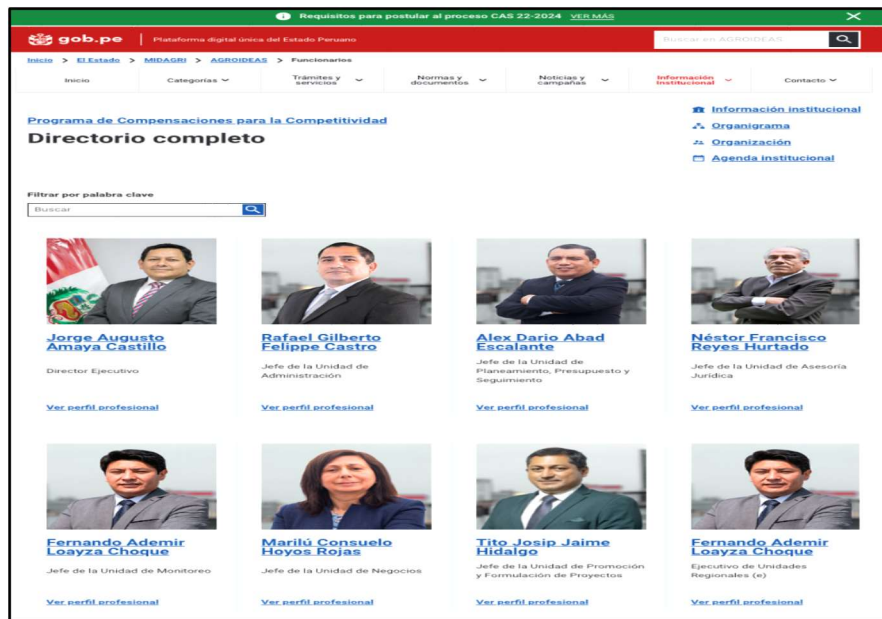 Requisitos para postular al proceso CAS 22-2024 VER MÁS
gob.pe Plataforma digital única del Estado Peruano
Buscar en AGROIDEAS
Inicio > El Estado > MIDAGRI > AGROIDEAS > Funcionarios
Inicio
Categorías
Trámites y
servicios
Normas y
documentos
Noticias y
campañas
Información
Institucional
Contacto
Información institucional
Organigrama
Organización
Agenda institucional
Programa de Compensaciones para la Competitividad
Directorio completo
Filtrar por palabra clave
Buscar
Jorge Augusto
Amaya Castillo
Director Ejecutivo
Ver perfil profesional
Rafael Gilberto
Felippe Castro
Jefe de la Unidad de
Administración
Ver perfil profesional
Alex Dario Abad
Escalante
Jefe de la Unidad de
Planeamiento, Presupuesto y
Seguimiento
Ver perfil profesional
Néstor Francisco
Reyes Hurtado
Jefe de la Unidad de Asesoría
Jurídica
Ver perfil profesional
Fernando Ademir
Loayza Choque
Jefe de la Unidad de Monitoreo
Ver perfil profesional
Marilú Consuelo
Hoyos Rojas
Jefe de la Unidad de Negocios
Ver perfil profesional
Tito Josip Jaime
Hidalgo
Jefe de la Unidad de Promoción
y Formulación de Proyectos
Ver perfil profesional
Fernando Ademir
Loayza Choque
Ejecutivo de Unidades
Regionales (e)
Ver perfil profesional